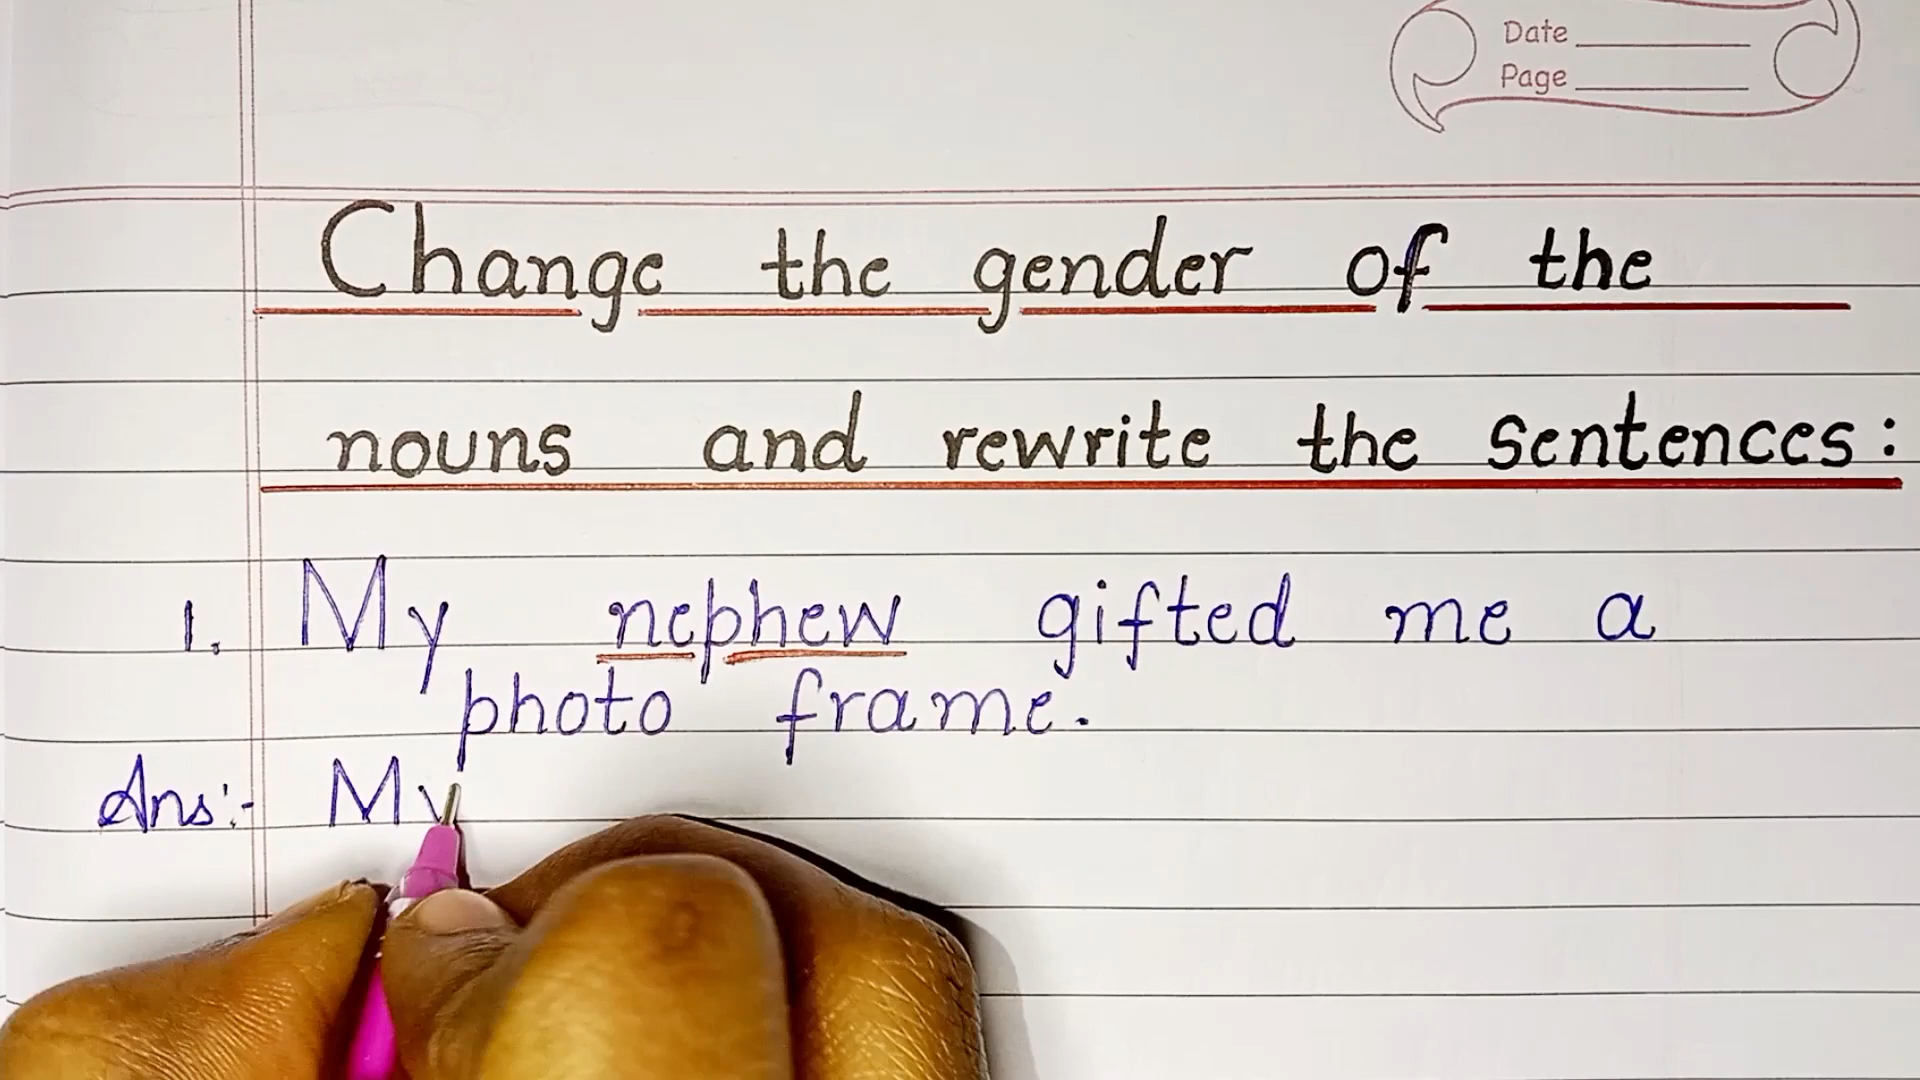 Date
Page
Change the gender of the
nouns and rewrite the sentences:
1. My nephew gifted me a
photo frame.
Ans:- My